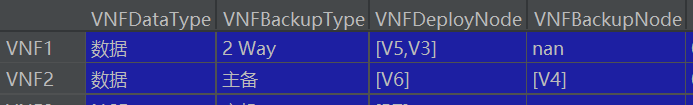 VNFDataType VNFBackupType VNFDeployNode VNFBackupNode
VNF1 数据 2 Way [V5,V3] nan
VNF2 数据 主备 [V6] [V4]